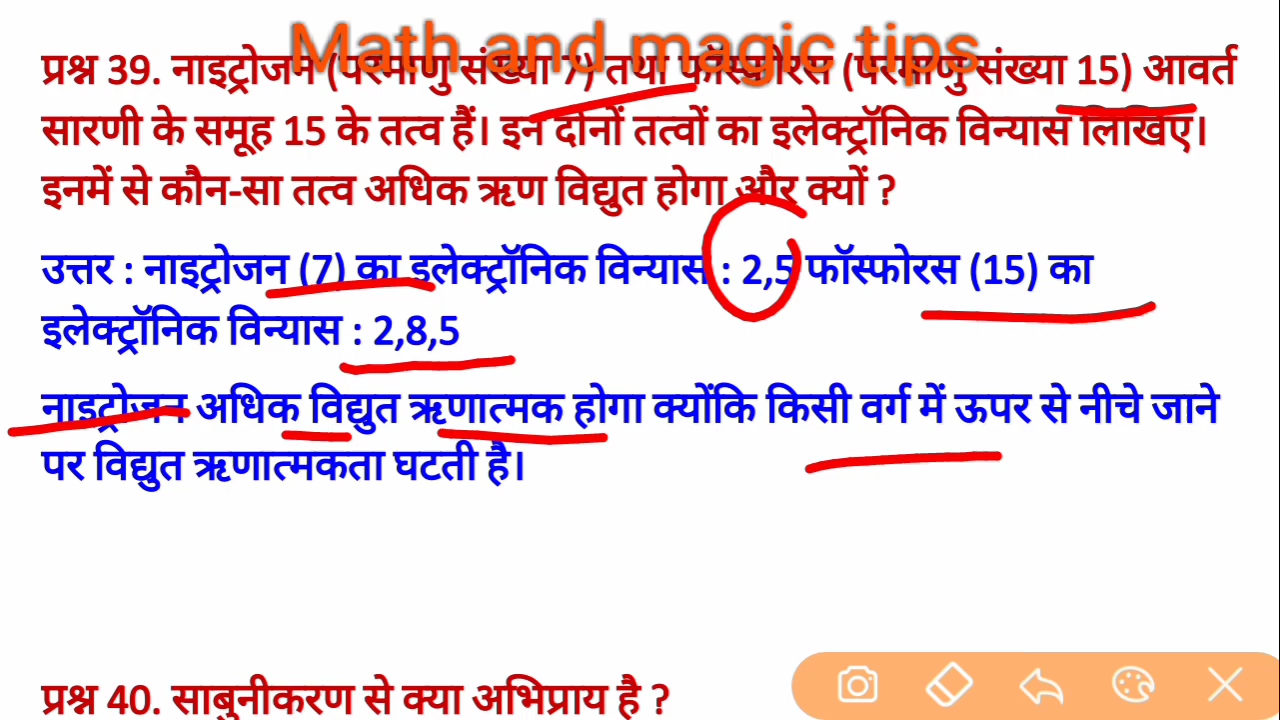 Math and magic tips
प्रश्न 39. नाइट्रोजन (परमाणु संख्या 7) तथा फॉस्फोरस (परमाणु संख्या 15) आवर्त
सारणी के समूह 15 के तत्व हैं। इन दोनों तत्वों का इलेक्ट्रॉनिक विन्यास लिखिए।
इनमें से कौन-सा तत्व अधिक ऋण विद्युत होगा और क्यों ?
उत्तर : नाइट्रोजन (7) का इलेक्ट्रॉनिक विन्यास : 2,5 फॉस्फोरस (15) का
इलेक्ट्रॉनिक विन्यास : 2,8,5
नाइट्रोजन अधिक विद्युत ऋणात्मक होगा क्योंकि किसी वर्ग में ऊपर से नीचे जाने
पर विद्युत ऋणात्मकता घटती है।
प्रश्न 40. साबुनीकरण से क्या अभिप्राय है ?